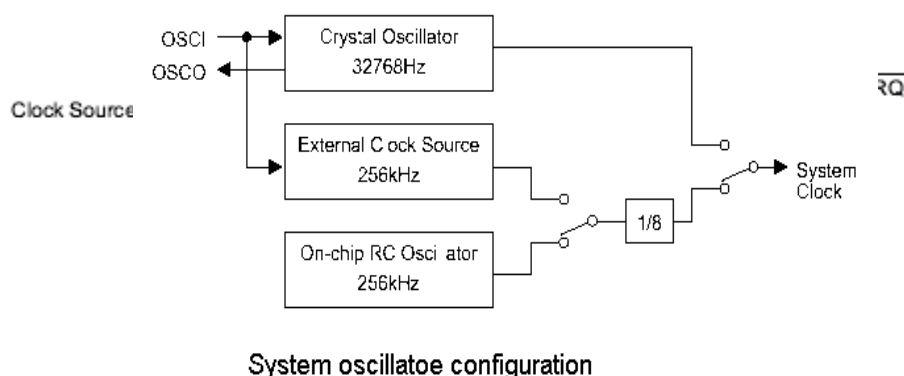 OSCI
Crystal Oscillator
32768Hz
OSCO
Clock Source
External C ock Source
256kHz
System
Clock
1/8
On-chip RC Osci ator
256kHz
System oscillatoe configuration